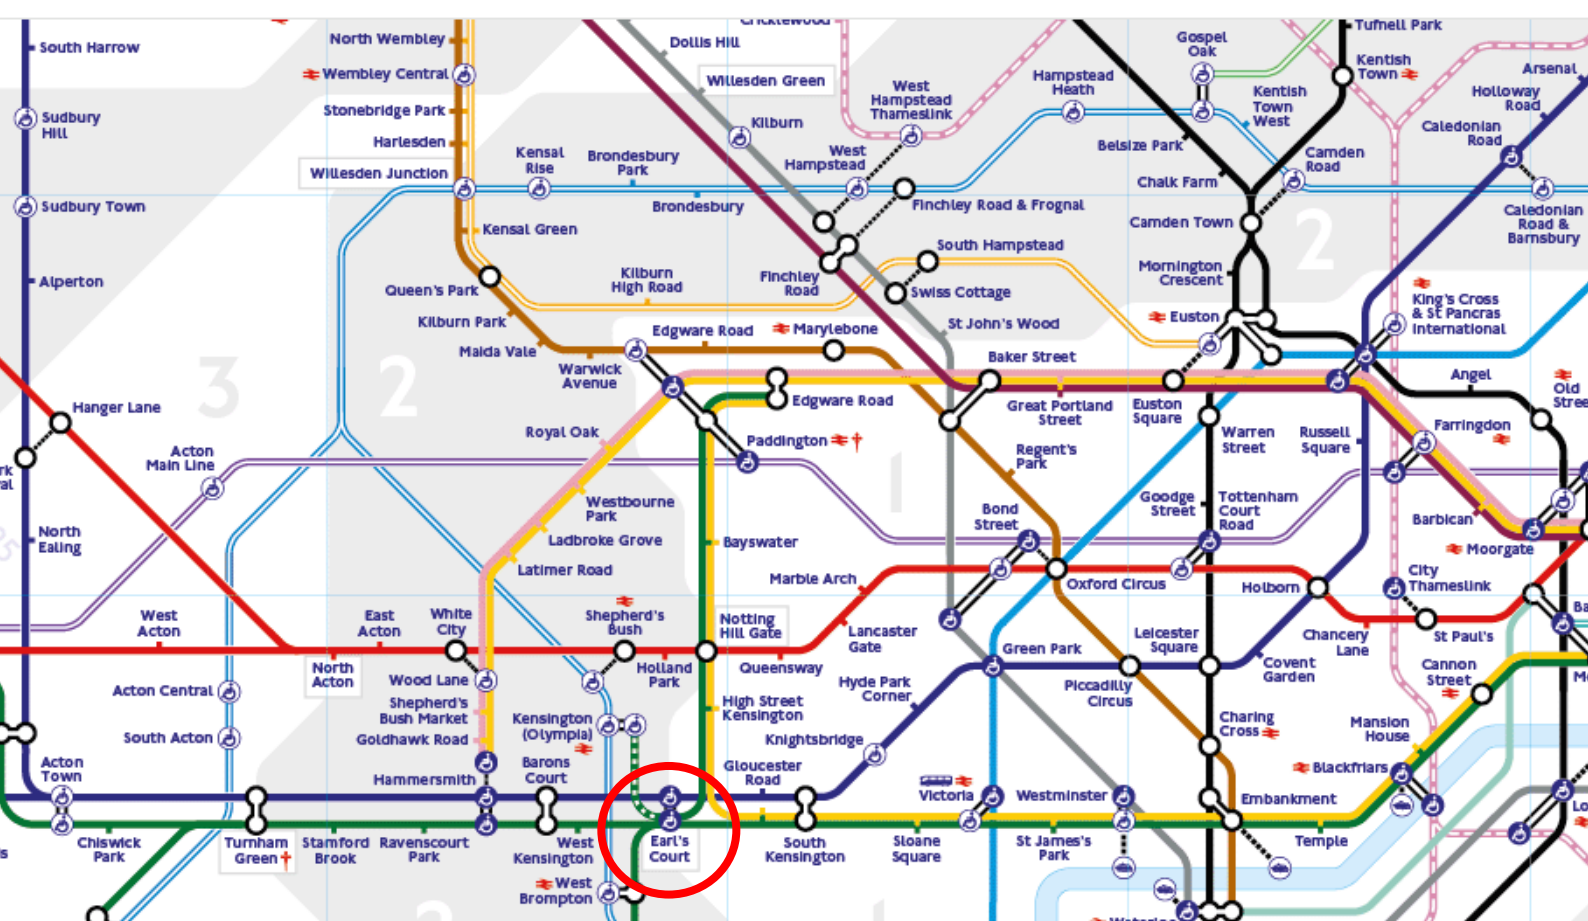 South Harrow
Sudbury
Hill
Sudbury Town
Alperton
North
Ealing
Hanger Lane
Acton
Main Line
West
Acton
North
Acton
East
Acton
White
City
Wood Lane
Shepherd's
Bush Market
Goldhawk Road
Hammersmith
Acton Central
South Acton
Acton
Town
Chiswick
Park
Turnham
Green†
Stamford
Brook
Ravenscourt
Park
Barons
Court
West
Kensington
West
Brompton
Earl's
Court
Kensington
(Olympia)
Shepherd's
Bush
Holland
Park
Notting
Hill Gate
Queensway
Lancaster
Gate
Marble Arch
Bayswater
High Street
Kensington
Gloucester
Road
South
Kensington
Knightsbridge
Hyde Park
Corner
Green Park
Victoria
Sloane
Square
St James's
Park
Westminster
Embankment
Temple
Blackfriars
Mansion
House
Cannon
Street
Charing
Cross
Piccadilly
Circus
Leicester
Square
Covent
Garden
Holborn
Chancery
Lane
St Paul's
City
Thameslink
Moorgate
Barbican
Farringdon
Russell
Square
Tottenham
Court
Road
Goodge
Street
Warren
Street
Oxford Circus
Bond
Street
Regent's
Park
Baker Street
Great Portland
Street
Euston
Square
Euston
King's Cross
& St Pancras
International
Angel
Old
Mornington
Crescent
Camden Town
Camden
Road
Chalk Farm
Belsize Park
Kentish
Town
West
Kentish
Town
Tufnell Park
Gospel
Oak
Hampstead
Heath
Arsenal
Holloway
Road
Caledonian
Road
Caledonian
Road &
Barnsbury
North Wembley
Wembley Central
Stonebridge Park
Harlesden
Willesden Junction
Kensal Green
Queen's Park
Kilburn Park
Maida Vale
Warwick
Avenue
Edgware Road
Marylebone
Edgware Road
Paddington †
Royal Oak
Westbourne
Park
Ladbroke Grove
Latimer Road
Kensal
Rise
Brondesbury
Park
Brondesbury
Kilburn
High Road
Dollis Hill
Willesden Green
Kilburn
West
Hampstead
West
Hampstead
Thameslink
Finchley Road & Frognal
Finchley
Road
South Hampstead
Swiss Cottage
St John's Wood
3
2
2
1